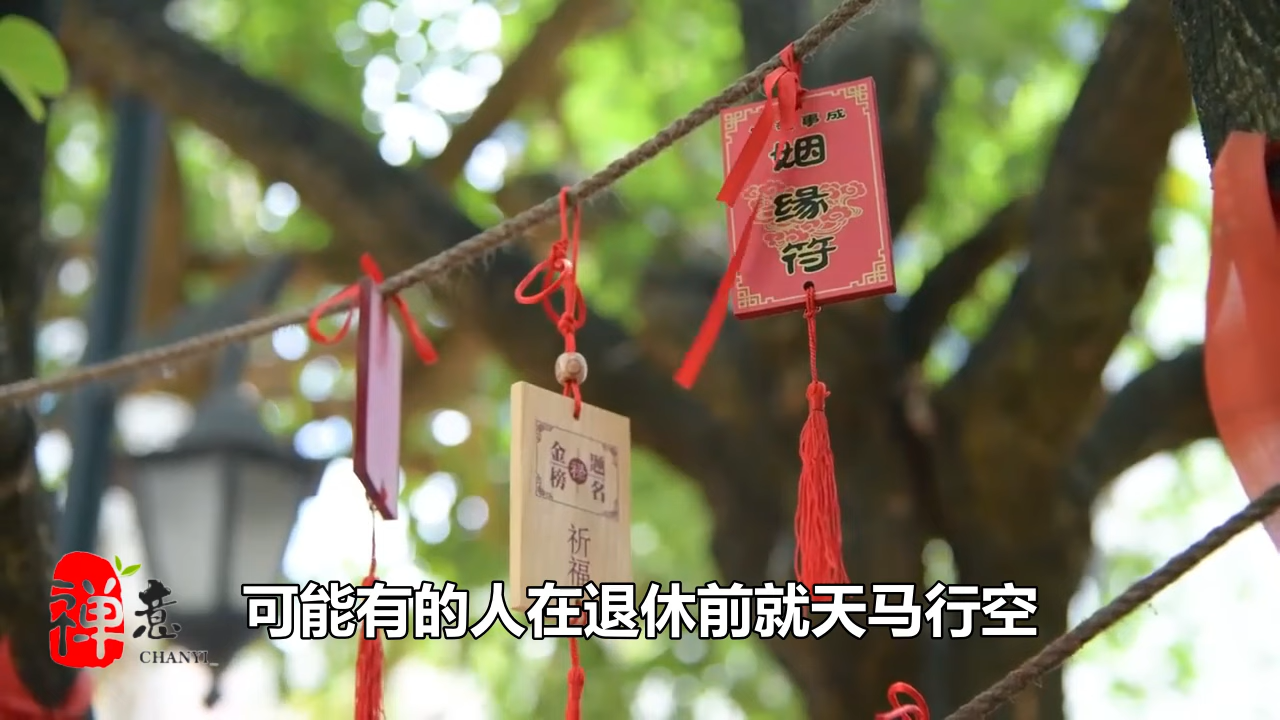 事成
姻
缘
符
金榜
禄
题名
祈福
禅意
CHANYI
可能有的人在退休前就天马行空